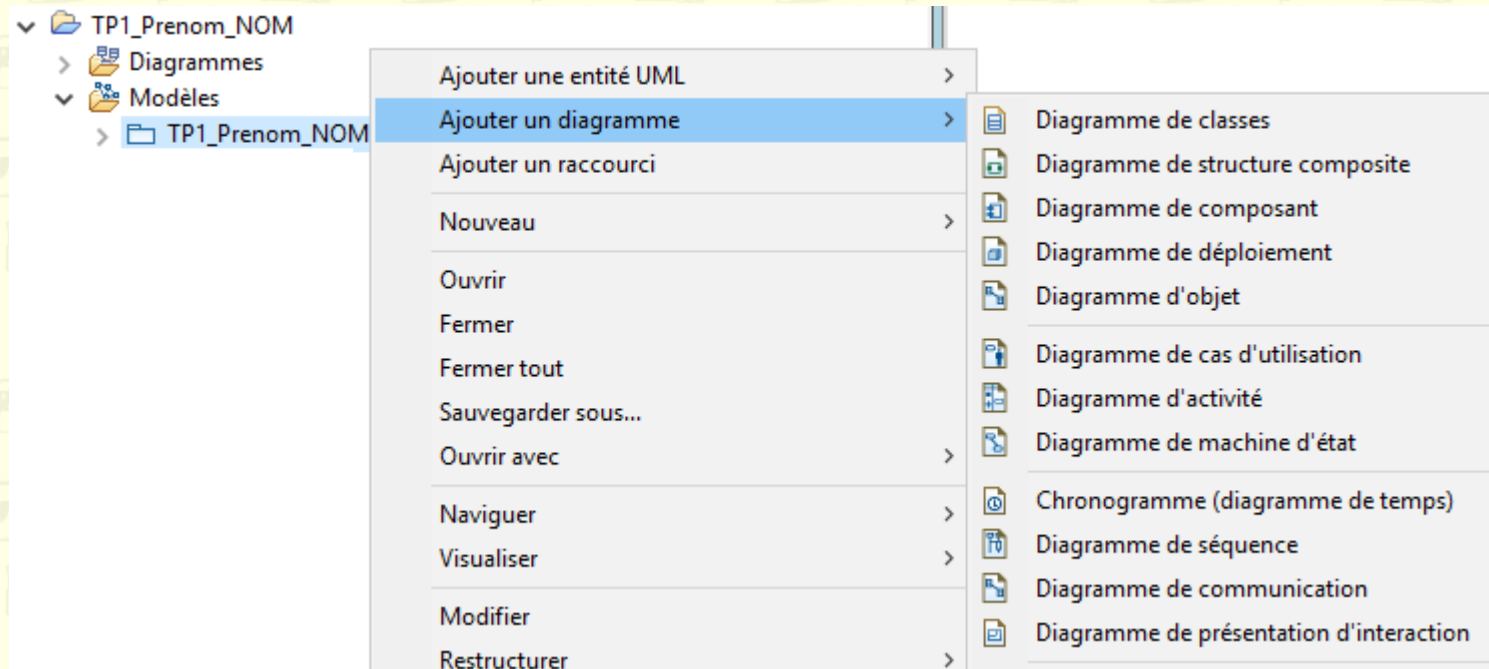 TP1_Prenom_NOM
Diagrammes
Modèles
TP1_Prenom_NOM
Ajouter une entité UML
Ajouter un diagramme
Ajouter un raccourci
Nouveau
Ouvrir
Fermer
Fermer tout
Sauvegarder sous...
Ouvrir avec
Naviguer
Visualiser
Modifier
Restructurer
Diagramme de classes
Diagramme de structure composite
Diagramme de composant
Diagramme de déploiement
Diagramme d'objet
Diagramme de cas d'utilisation
Diagramme d'activité
Diagramme de machine d'état
Chronogramme (diagramme de temps)
Diagramme de séquence
Diagramme de communication
Diagramme de présentation d'interaction